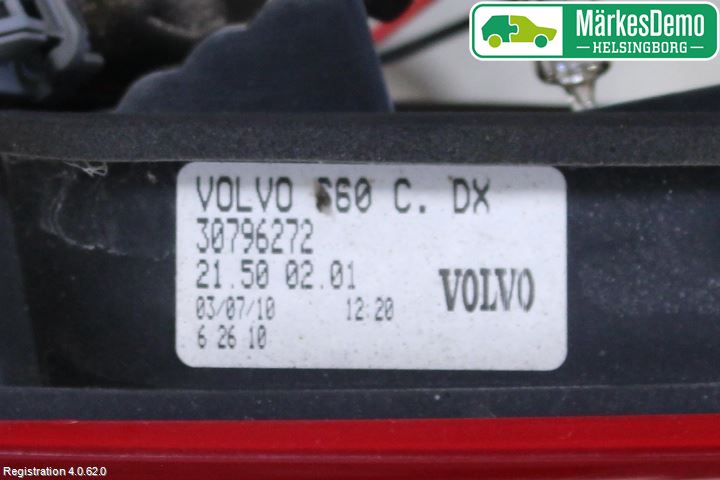 MärkesDemo
HELSINGBORG
VOLVO S60 C. DX
30796272
21.50 02.01
VOLVO
03/07/10 12:20
6 26 10
Registration 4.0.62.0